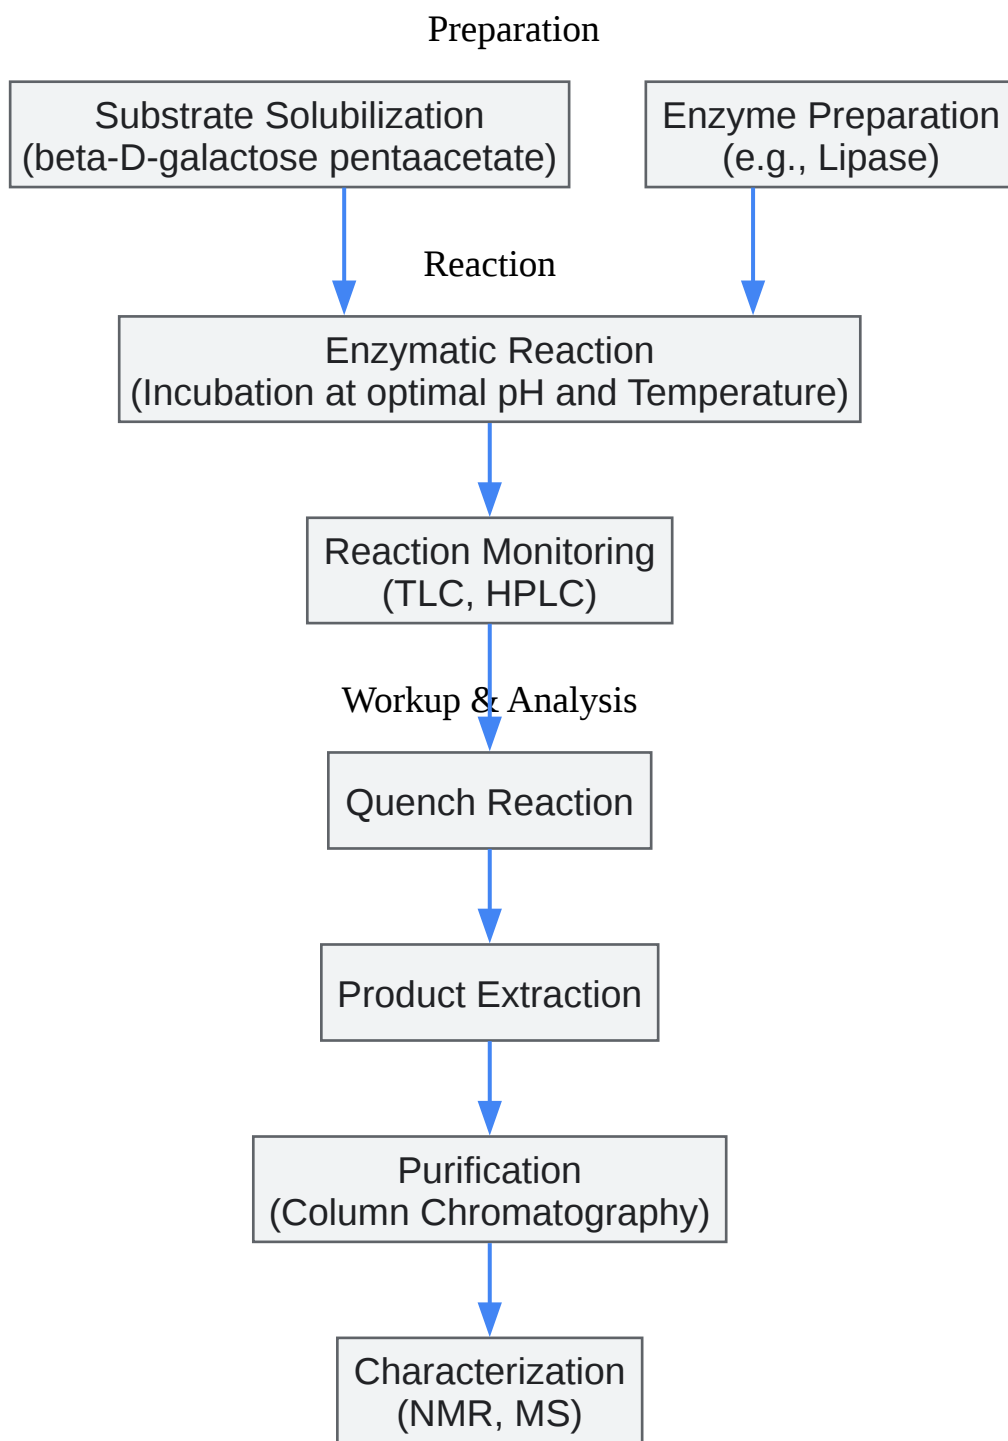 Preparation
Substrate Solubilization
(beta-D-galactose pentaacetate)
Enzyme Preparation
(e.g., Lipase)
Reaction
Enzymatic Reaction
(Incubation at optimal pH and Temperature)
Reaction Monitoring
(TLC, HPLC)
Workup & Analysis
Quench Reaction
Product Extraction
Purification
(Column Chromatography)
Characterization
(NMR, MS)